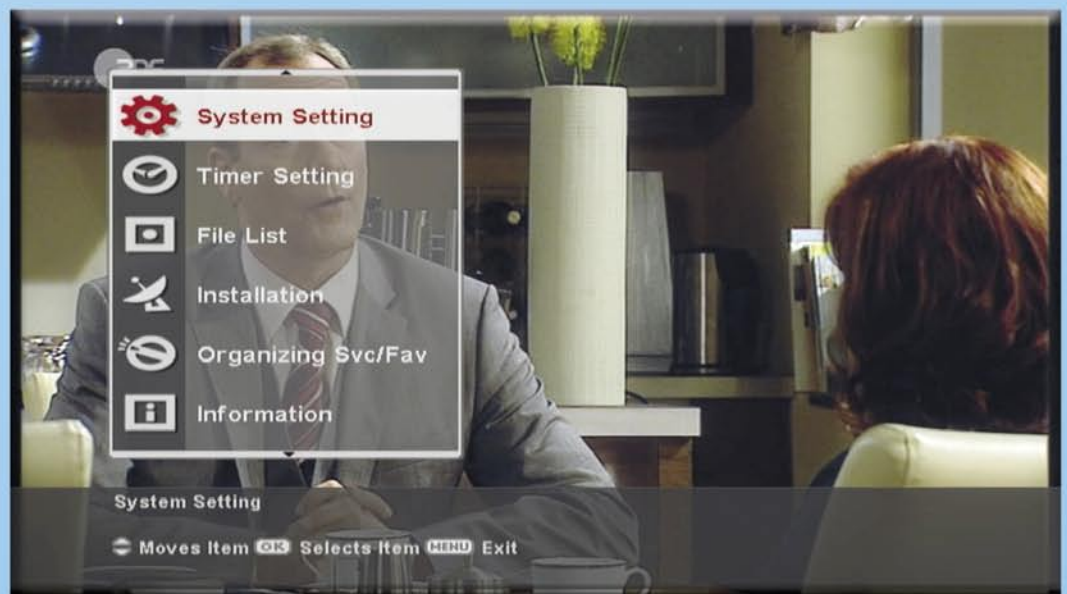 ZDF
System Setting
Timer Setting
File List
Installation
Organizing Svc/Fav
Information
System Setting
Moves Item OK Selects Item MENU Exit